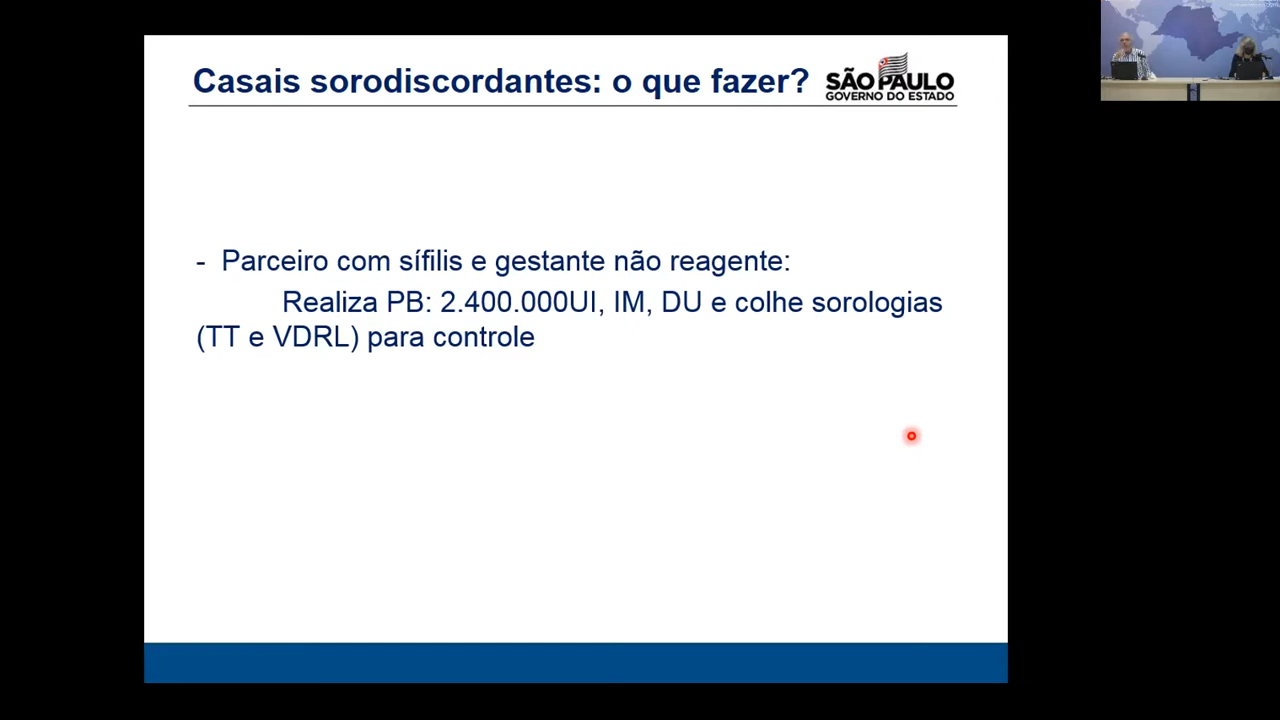 Casais sorodiscordantes: o que fazer?
SÃO PAULO
GOVERNO DO ESTADO
- Parceiro com sífilis e gestante não reagente:
Realiza PB: 2.400.000UI, IM, DU e colhe sorologias
(TT e VDRL) para controle